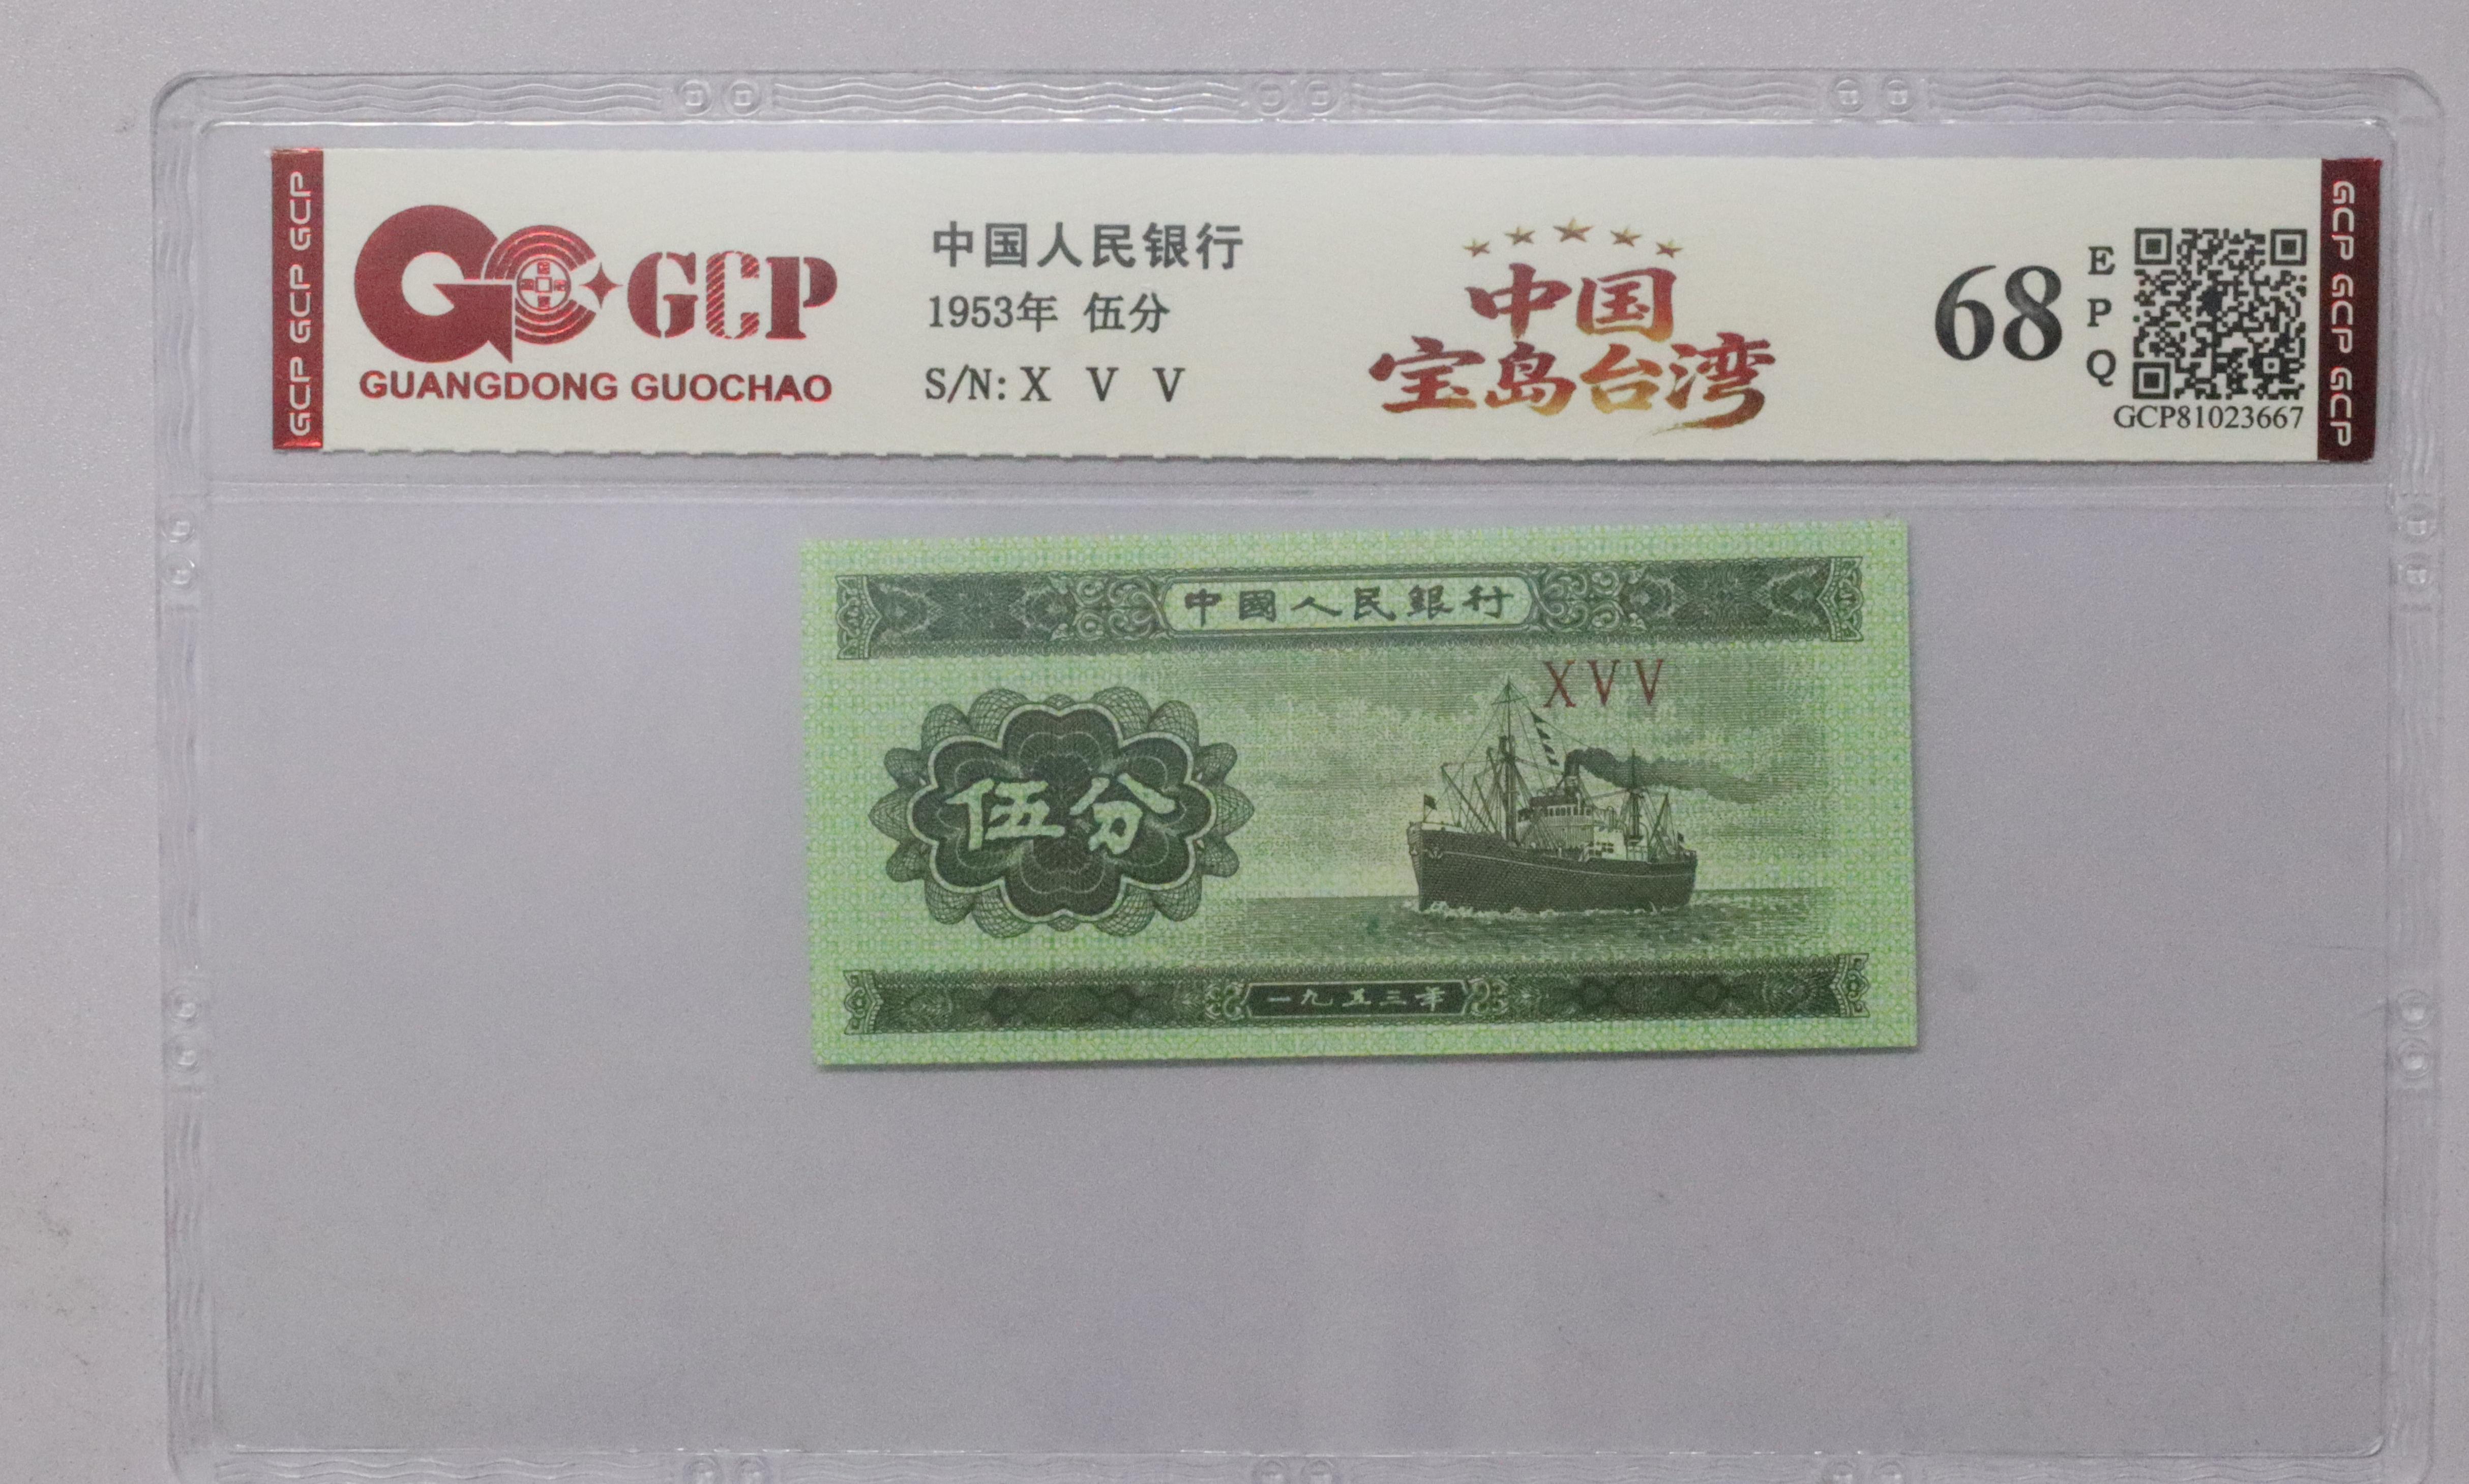 GCP GCP GCP
GCP
GUANGDONG GUOCHAO
中国人民银行
1953年 伍分
S/N: X V V
中国
宝岛台湾
68
E
P
Q
GCP81023667
GCP GCP GCP
中國人民銀行
XVV
伍分
一九五三年